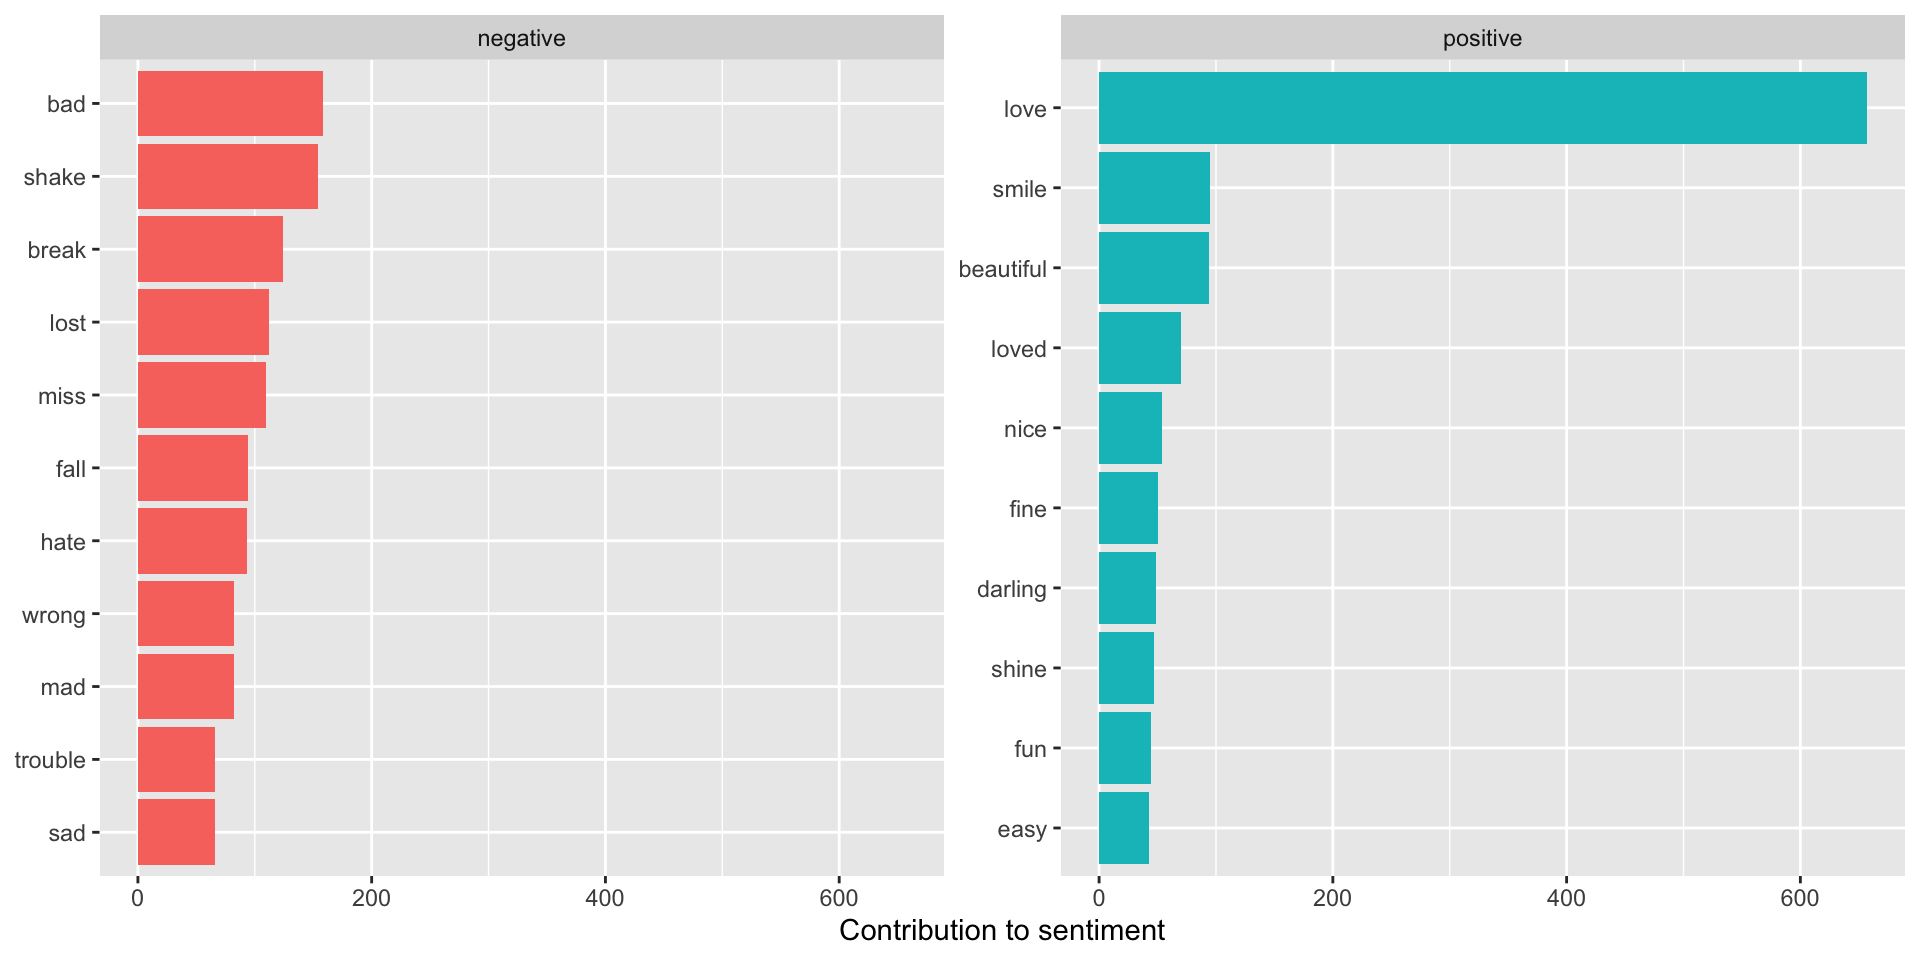 negative
bad
shake
break
lost
miss
fall
hate
wrong
mad
trouble
sad
0 200 400 600
positive
love
smile
beautiful
loved
nice
fine
darling
shine
fun
easy
0 200 400 600
Contribution to sentiment